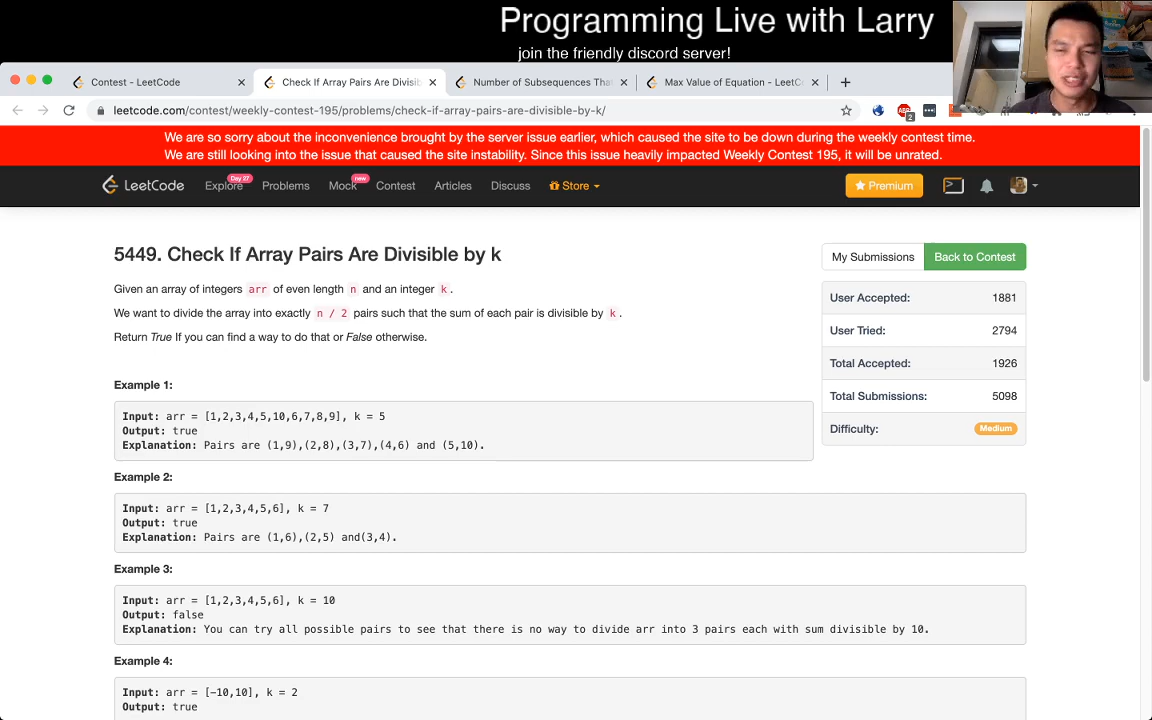 Programming Live with Larry
join the friendly discord server!
Contest - LeetCode
Check If Array Pairs Are Divisib
Number of Subsequences Tha
Max Value of Equation - LeetC
leetcode.com/contest/weekly-contest-195/problems/check-if-array-pairs-are-divisible-by-k/
We are so sorry about the inconvenience brought by the server issue earlier, which caused the site to be down during the weekly contest time.
We are still looking into the issue that caused the site instability. Since this issue heavily impacted Weekly Contest 195, it will be unrated.
LeetCode Explore Day 27 Problems Mock new Contest Articles Discuss Store Premium
5449. Check If Array Pairs Are Divisible by k
My Submissions Back to Contest
Given an array of integers arr of even length n and an integer k.
We want to divide the array into exactly n / 2 pairs such that the sum of each pair is divisible by k.
Return True If you can find a way to do that or False otherwise.
User Accepted: 1881
User Tried: 2794
Total Accepted: 1926
Total Submissions: 5098
Difficulty: Medium
Example 1:
Input: arr = [1,2,3,4,5,10,6,7,8,9], k = 5
Output: true
Explanation: Pairs are (1,9),(2,8),(3,7),(4,6) and (5,10).
Example 2:
Input: arr = [1,2,3,4,5,6], k = 7
Output: true
Explanation: Pairs are (1,6),(2,5) and(3,4).
Example 3:
Input: arr = [1,2,3,4,5,6], k = 10
Output: false
Explanation: You can try all possible pairs to see that there is no way to divide arr into 3 pairs each with sum divisible by 10.
Example 4:
Input: arr = [-10,10], k = 2
Output: true